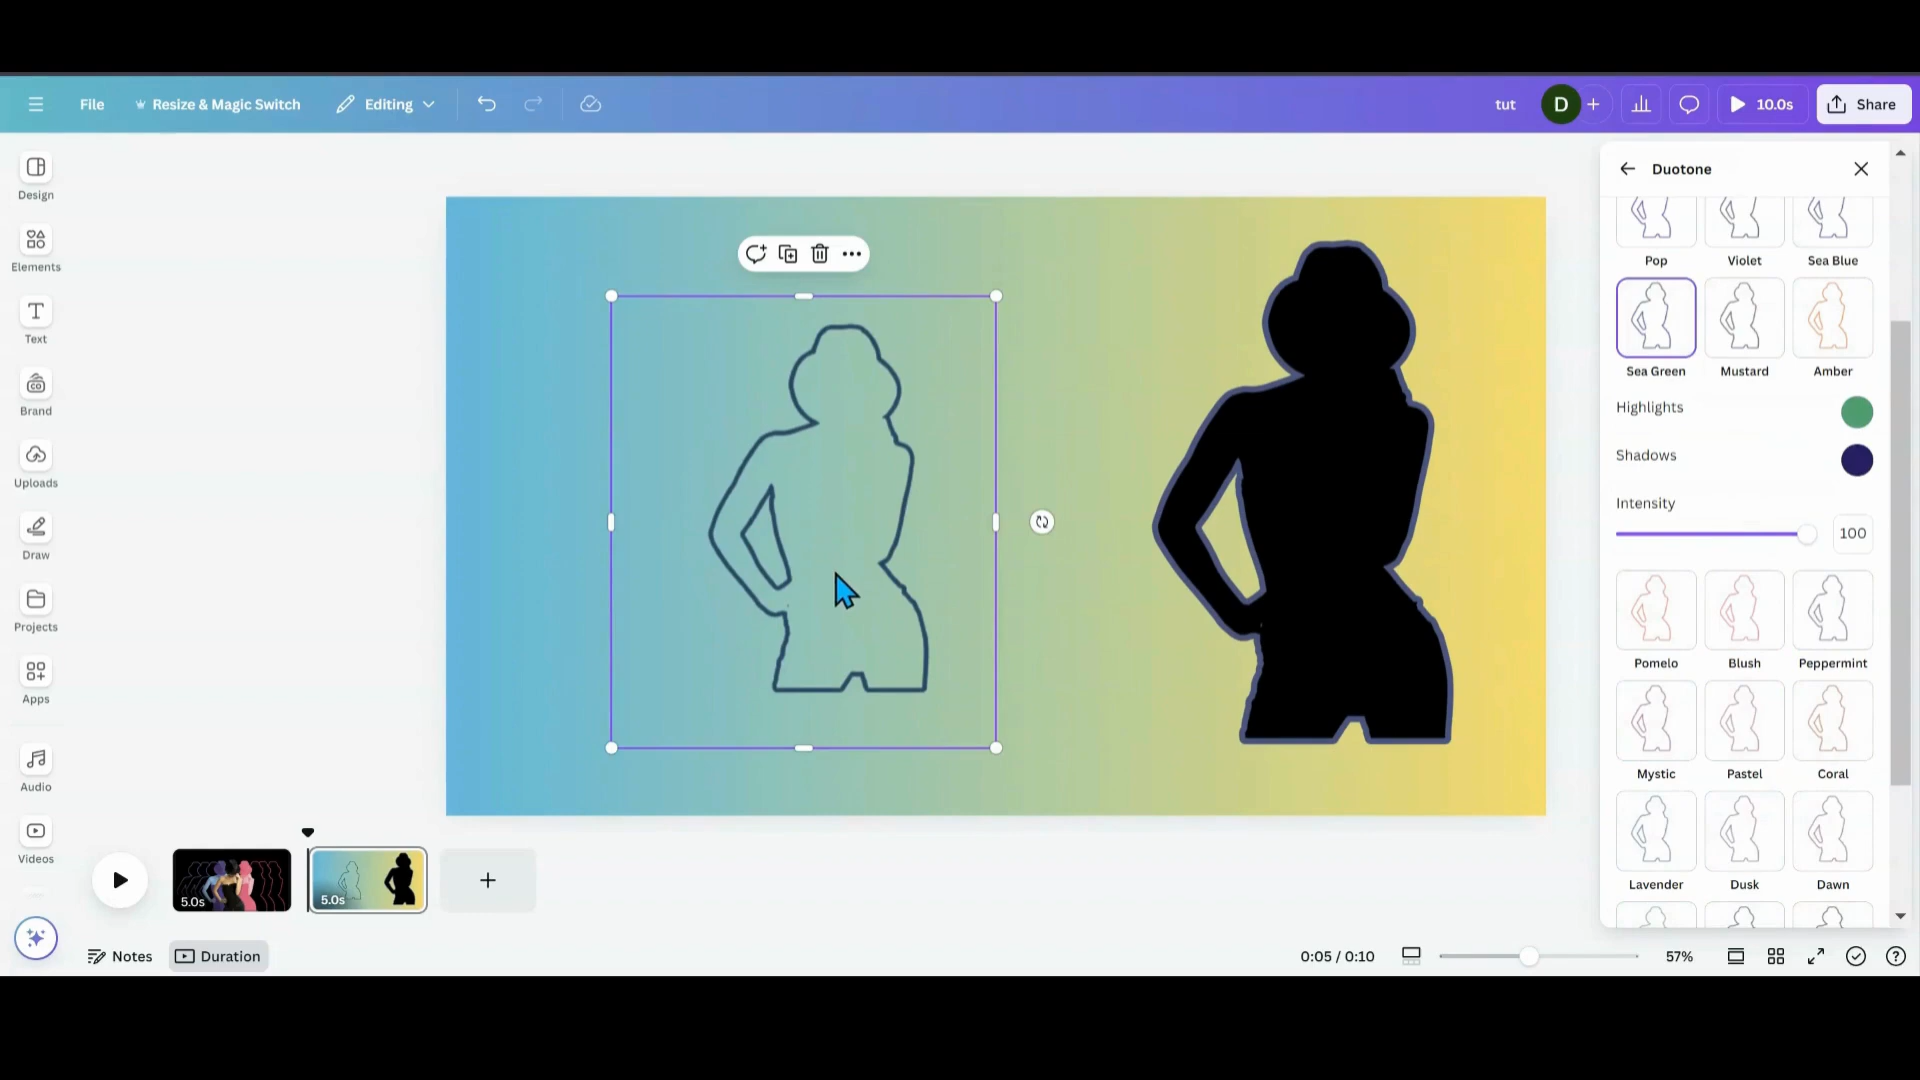 File
Resize & Magic Switch
Editing
tut
D
10.0s
Share
Design
Elements
Text
Brand
CO
Uploads
Draw
Projects
Apps
Audio
Videos
Duotone
Pop
Violet
Sea Blue
Sea Green
Mustard
Amber
Highlights
Shadows
Intensity
100
Pomelo
Blush
Peppermint
Mystic
Pastel
Coral
Lavender
Dusk
Dawn
5.0s
5.0s
Notes
Duration
0:05 / 0:10
57%